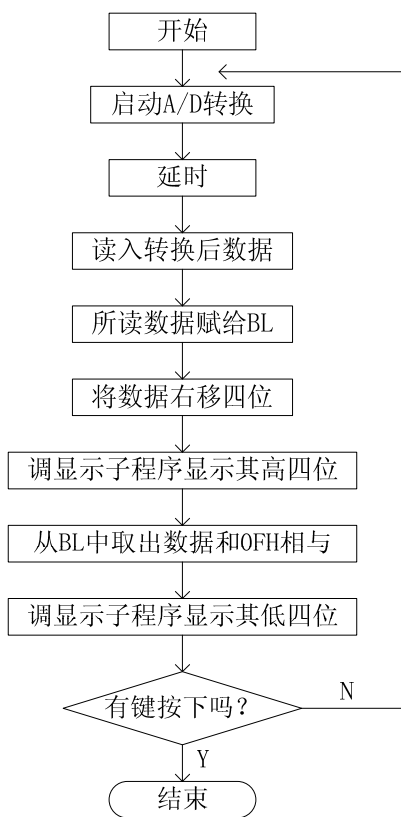 开始
启动A/D转换
延时
读入转换后数据
所读数据赋给BL
将数据右移四位
调显示子程序显示其高四位
从BL中取出数据和0FH相与
调显示子程序显示其低四位
有键按下吗？
N
Y
结束